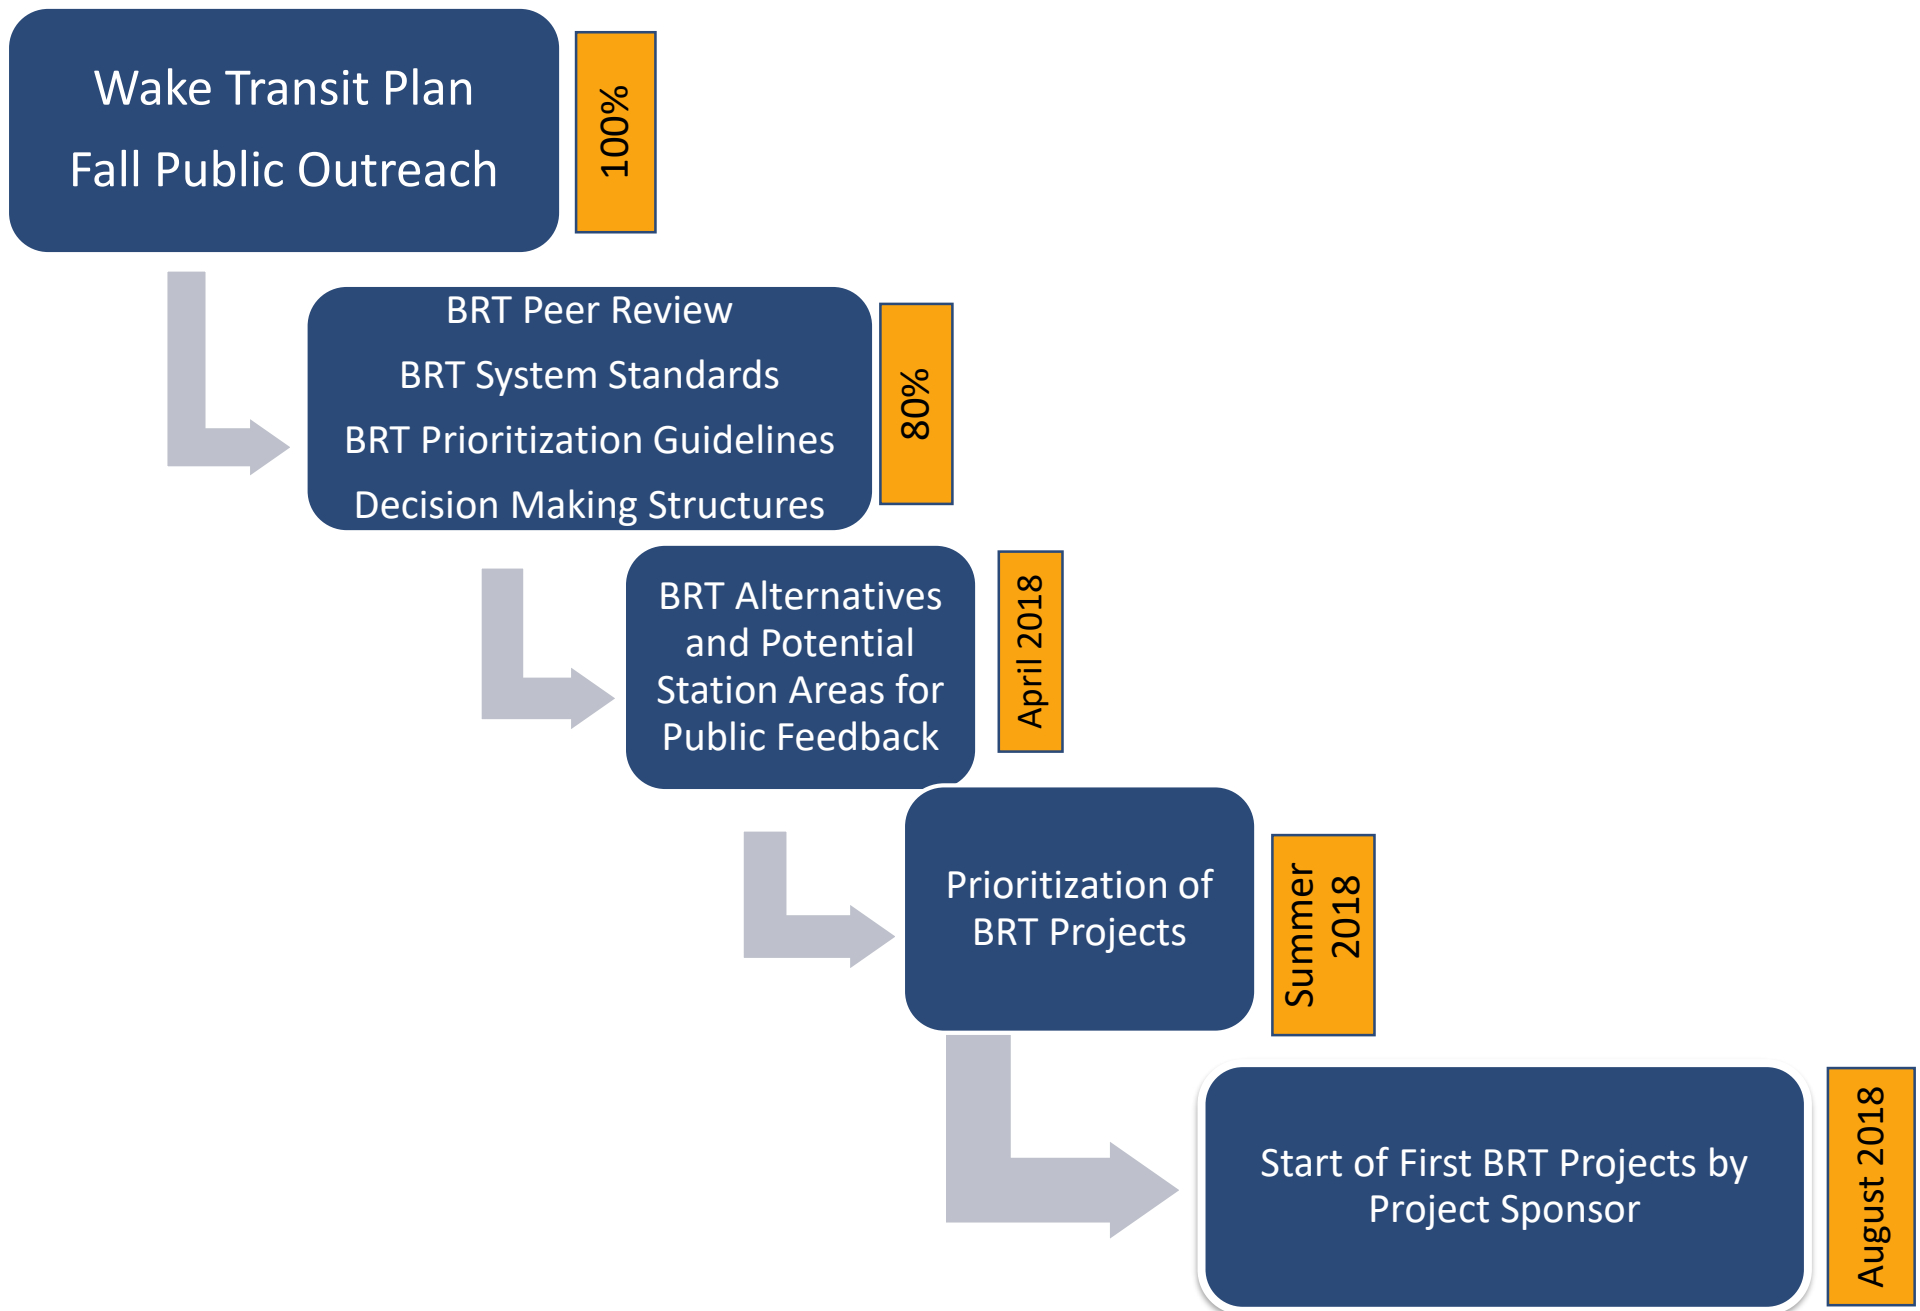 Wake Transit Plan
Fall Public Outreach
100%
BRT Peer Review
BRT System Standards
BRT Prioritization Guidelines
Decision Making Structures
80%
BRT Alternatives
and Potential
Station Areas for
Public Feedback
April 2018
Prioritization of
BRT Projects
Summer
2018
Start of First BRT Projects by
Project Sponsor
August 2018